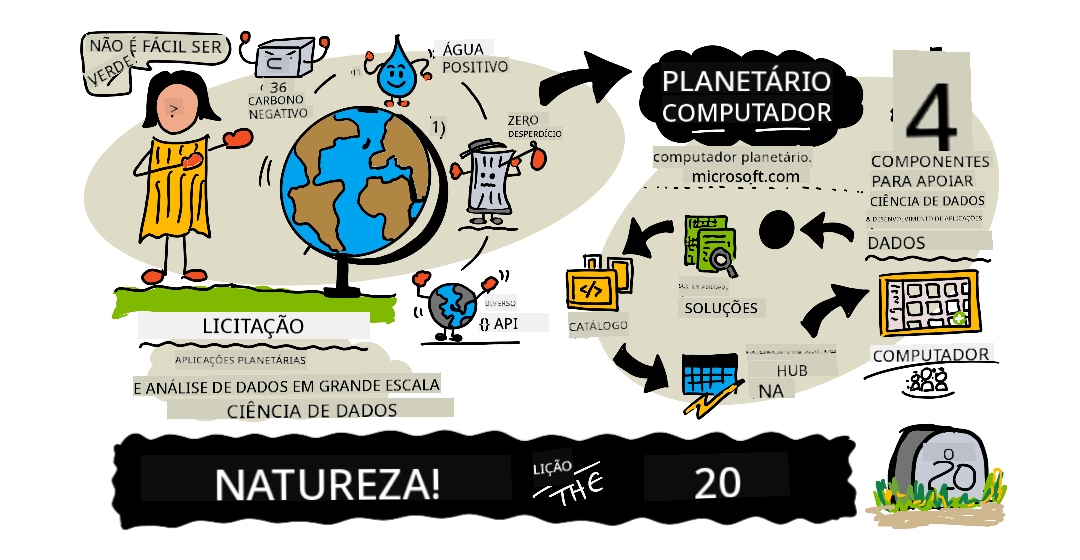 NÃO É FÁCIL SER
VERDE!
36
CARBONO
NEGATIVO
ÁGUA
POSITIVO
1)
ZERO
DESPERDÍCIO
DIVERSO
{} API
LICITAÇÃO
APLICAÇÕES PLANETÁRIAS
E ANÁLISE DE DADOS EM GRANDE ESCALA
CIÊNCIA DE DADOS
PLANETÁRIO
COMPUTADOR
computador planetário.
microsoft.com
4
COMPONENTES
PARA APOIAR
CIÊNCIA DE DADOS
& DESENVOLVIMENTO DE APLICAÇÕES
DADOS
</>
CATÁLOGO
SOLUÇÕES
HUB
NA
COMPUTADOR
NATUREZA!
LIÇÃO
THE
20
O
20